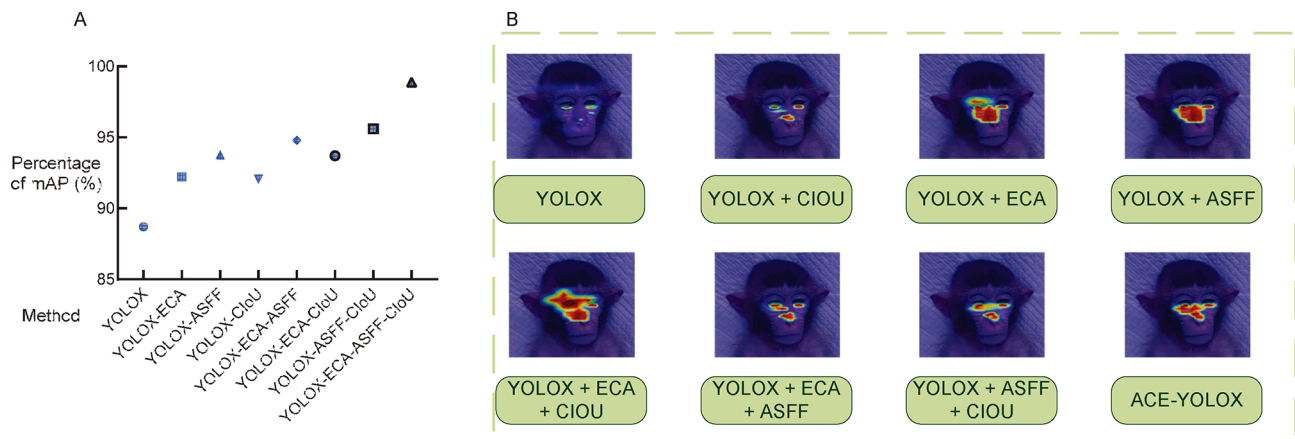 A
100
95
Percentage
of mAP (%)
90
85
Method
YOLOX
YOLOX-ECA
YOLOX-ASFF
YOLOX-CIoU
YOLOX-ECA-ASFF
YOLOX-ECA-CIoU
YOLOX-ASFF-CIoU
YOLOX-ECA-ASFF-CIoU
B
YOLOX
YOLOX + CIOU
YOLOX + ECA
YOLOX + ASFF
YOLOX + ECA
+ CIOU
YOLOX + ECA
+ ASFF
YOLOX + ASFF
+ CIOU
ACE-YOLOX